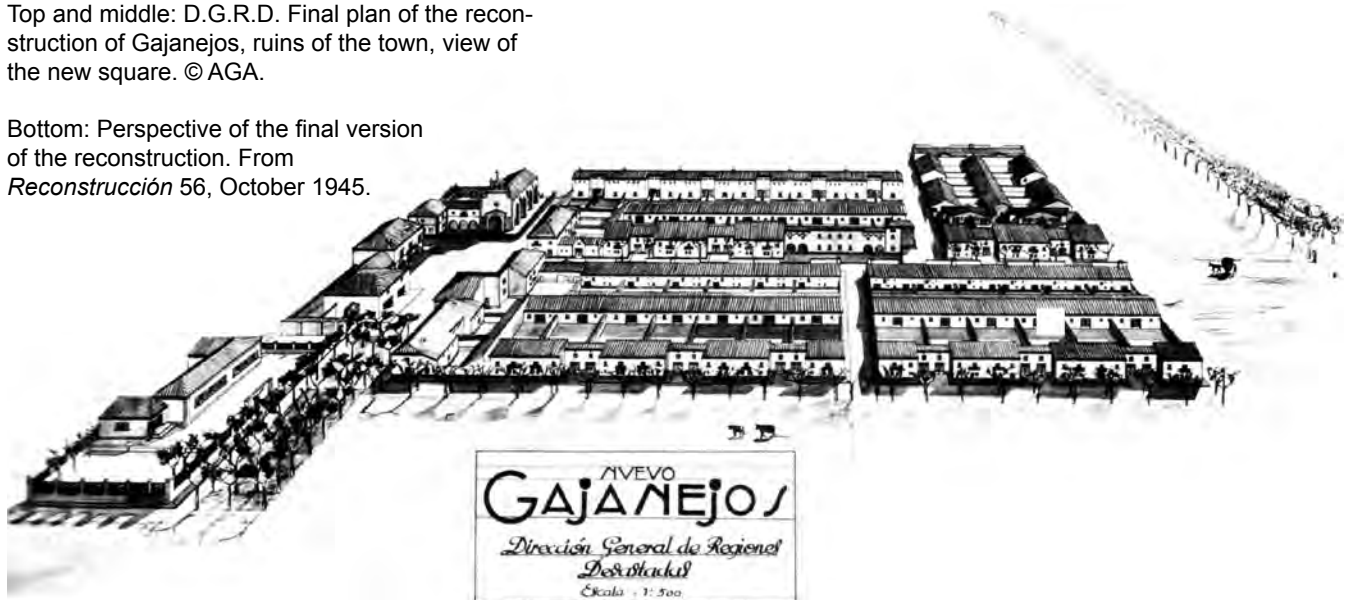 Top and middle: D.G.R.D. Final plan of the recon-
struction of Gajanejos, ruins of the town, view of
the new square. © AGA.
Bottom: Perspective of the final version
of the reconstruction. From
Reconstrucción 56, October 1945.
NVEVO
GAJANEJOS
Dirección General de Regiones
Devastadas
Escala - 1:500